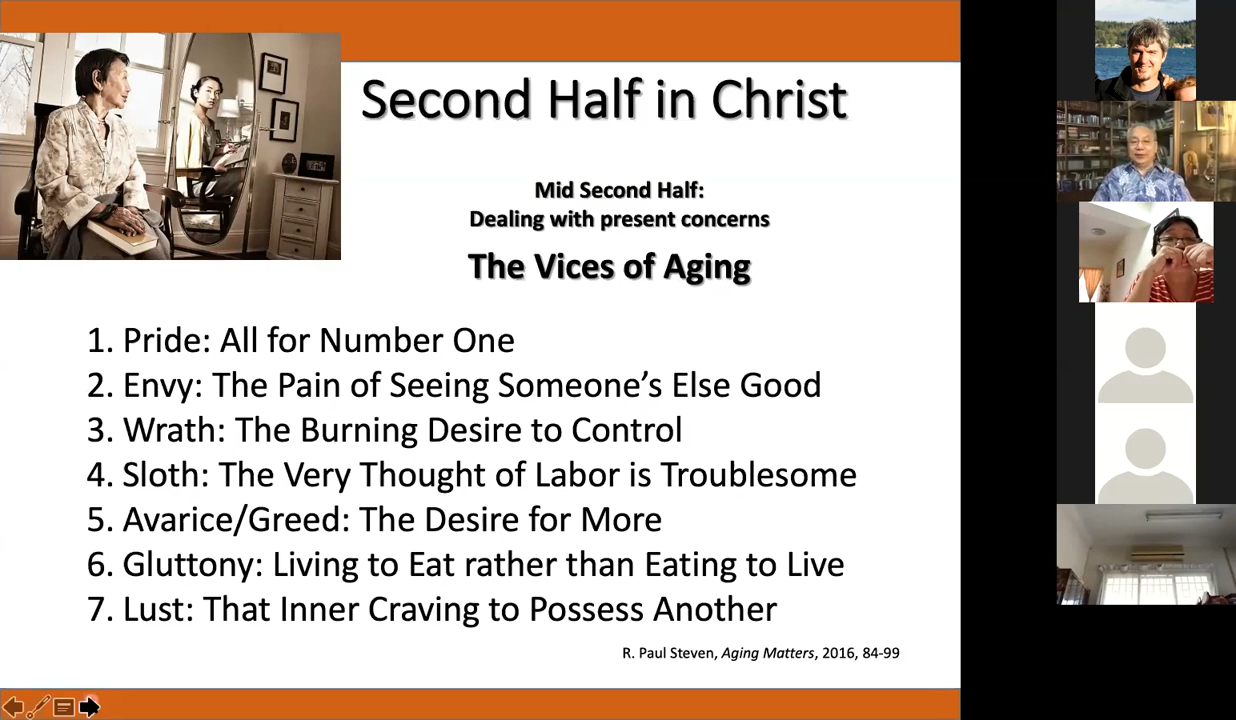 Second Half in Christ
Mid Second Half:
Dealing with present concerns
The Vices of Aging
1. Pride: All for Number One
2. Envy: The Pain of Seeing Someone’s Else Good
3. Wrath: The Burning Desire to Control
4. Sloth: The Very Thought of Labor is Troublesome
5. Avarice/Greed: The Desire for More
6. Gluttony: Living to Eat rather than Eating to Live
7. Lust: That Inner Craving to Possess Another
R. Paul Steven, Aging Matters, 2016, 84-99